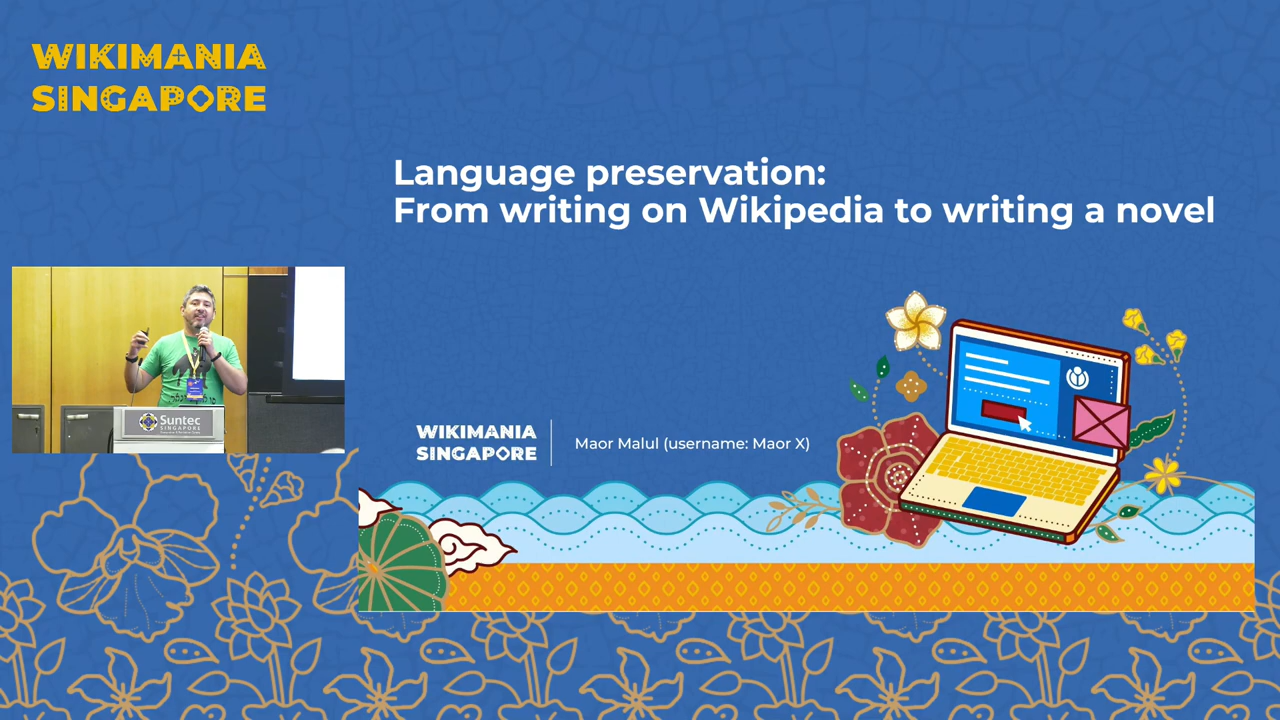 WIKIMANIA
SINGAPORE
Language preservation:
From writing on Wikipedia to writing a novel
Suntec
SINGAPORE
WIKIMANIA
SINGAPORE
Maor Malul (username: Maor X)